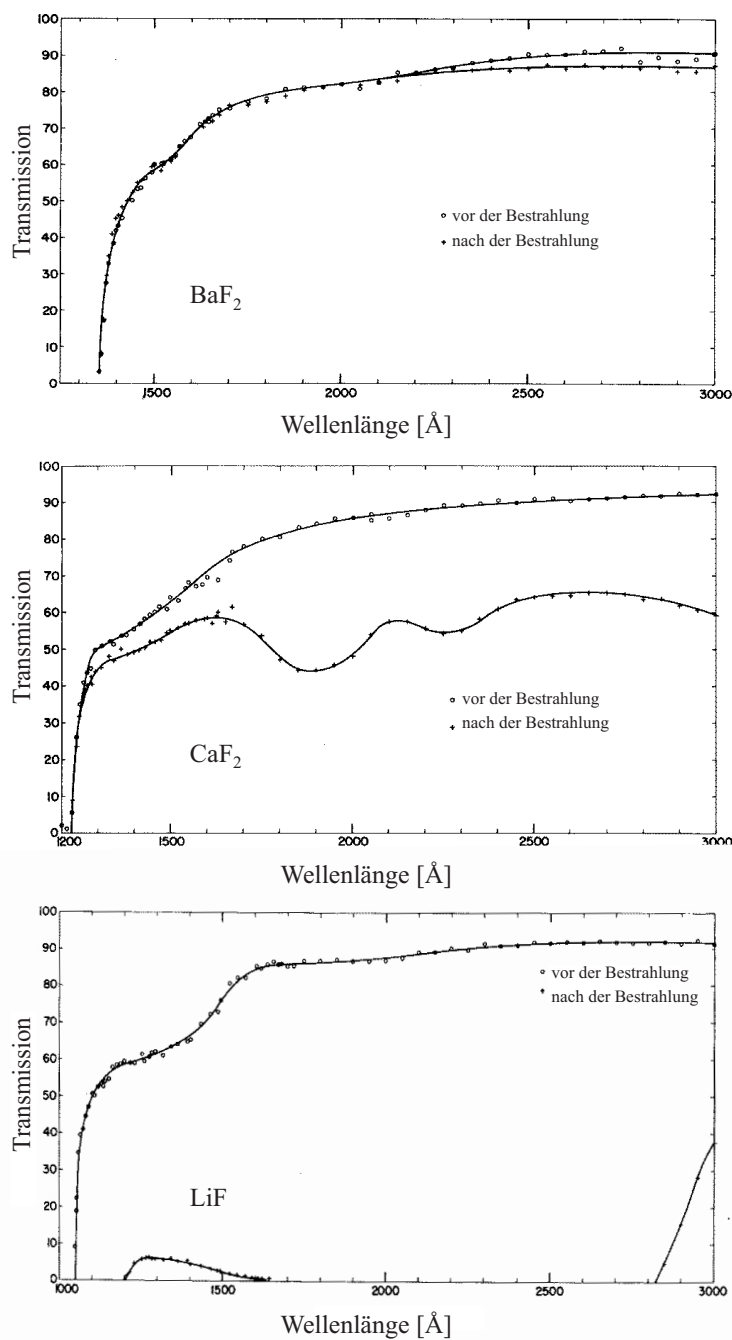 100
90
80
70
60
50
40
30
20
10
0
Transmission
○ vor der Bestrahlung
+ nach der Bestrahlung
BaF₂
1500 2000 2500 3000
Wellenlänge [Å]
100
90
80
70
60
50
40
30
20
10
0
Transmission
○ vor der Bestrahlung
+ nach der Bestrahlung
CaF₂
1200 1500 2000 2500 3000
Wellenlänge [Å]
100
90
80
70
60
50
40
30
20
10
0
Transmission
○ vor der Bestrahlung
+ nach der Bestrahlung
LiF
1000 1500 2000 2500 3000
Wellenlänge [Å]